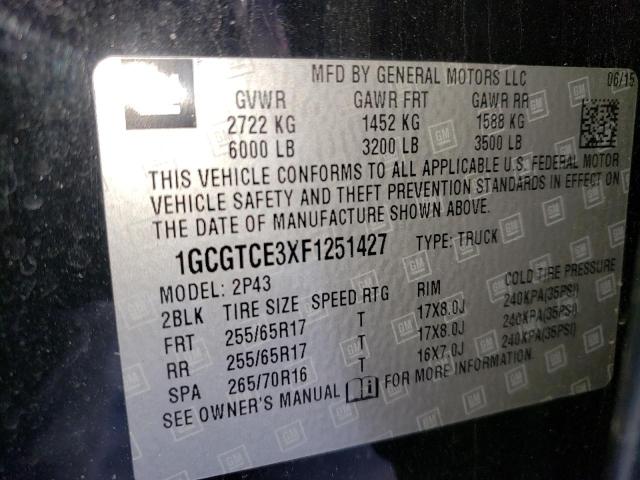 MFD BY GENERAL MOTORS LLC 06/15
GVWR GAWR FRT GAWR RR
2722 KG 1452 KG 1588 KG
6000 LB 3200 LB 3500 LB
THIS VEHICLE CONFORMS TO ALL APPLICABLE U.S. FEDERAL MOTOR
VEHICLE SAFETY AND THEFT PREVENTION STANDARDS IN EFFECT ON
THE DATE OF MANUFACTURE SHOWN ABOVE.
1GCGTCE3XF1251427 TYPE: TRUCK
MODEL: 2P43
2BLK TIRE SIZE SPEED RTG RIM COLD TIRE PRESSURE
FRT 255/65R17 T 17X8.0J 240KPA(35PSI)
RR 255/65R17 T 17X8.0J 240KPA(35PSI)
SPA 265/70R16 T 16X7.0J 240KPA(35PSI)
SEE OWNER'S MANUAL FOR MORE INFORMATION.